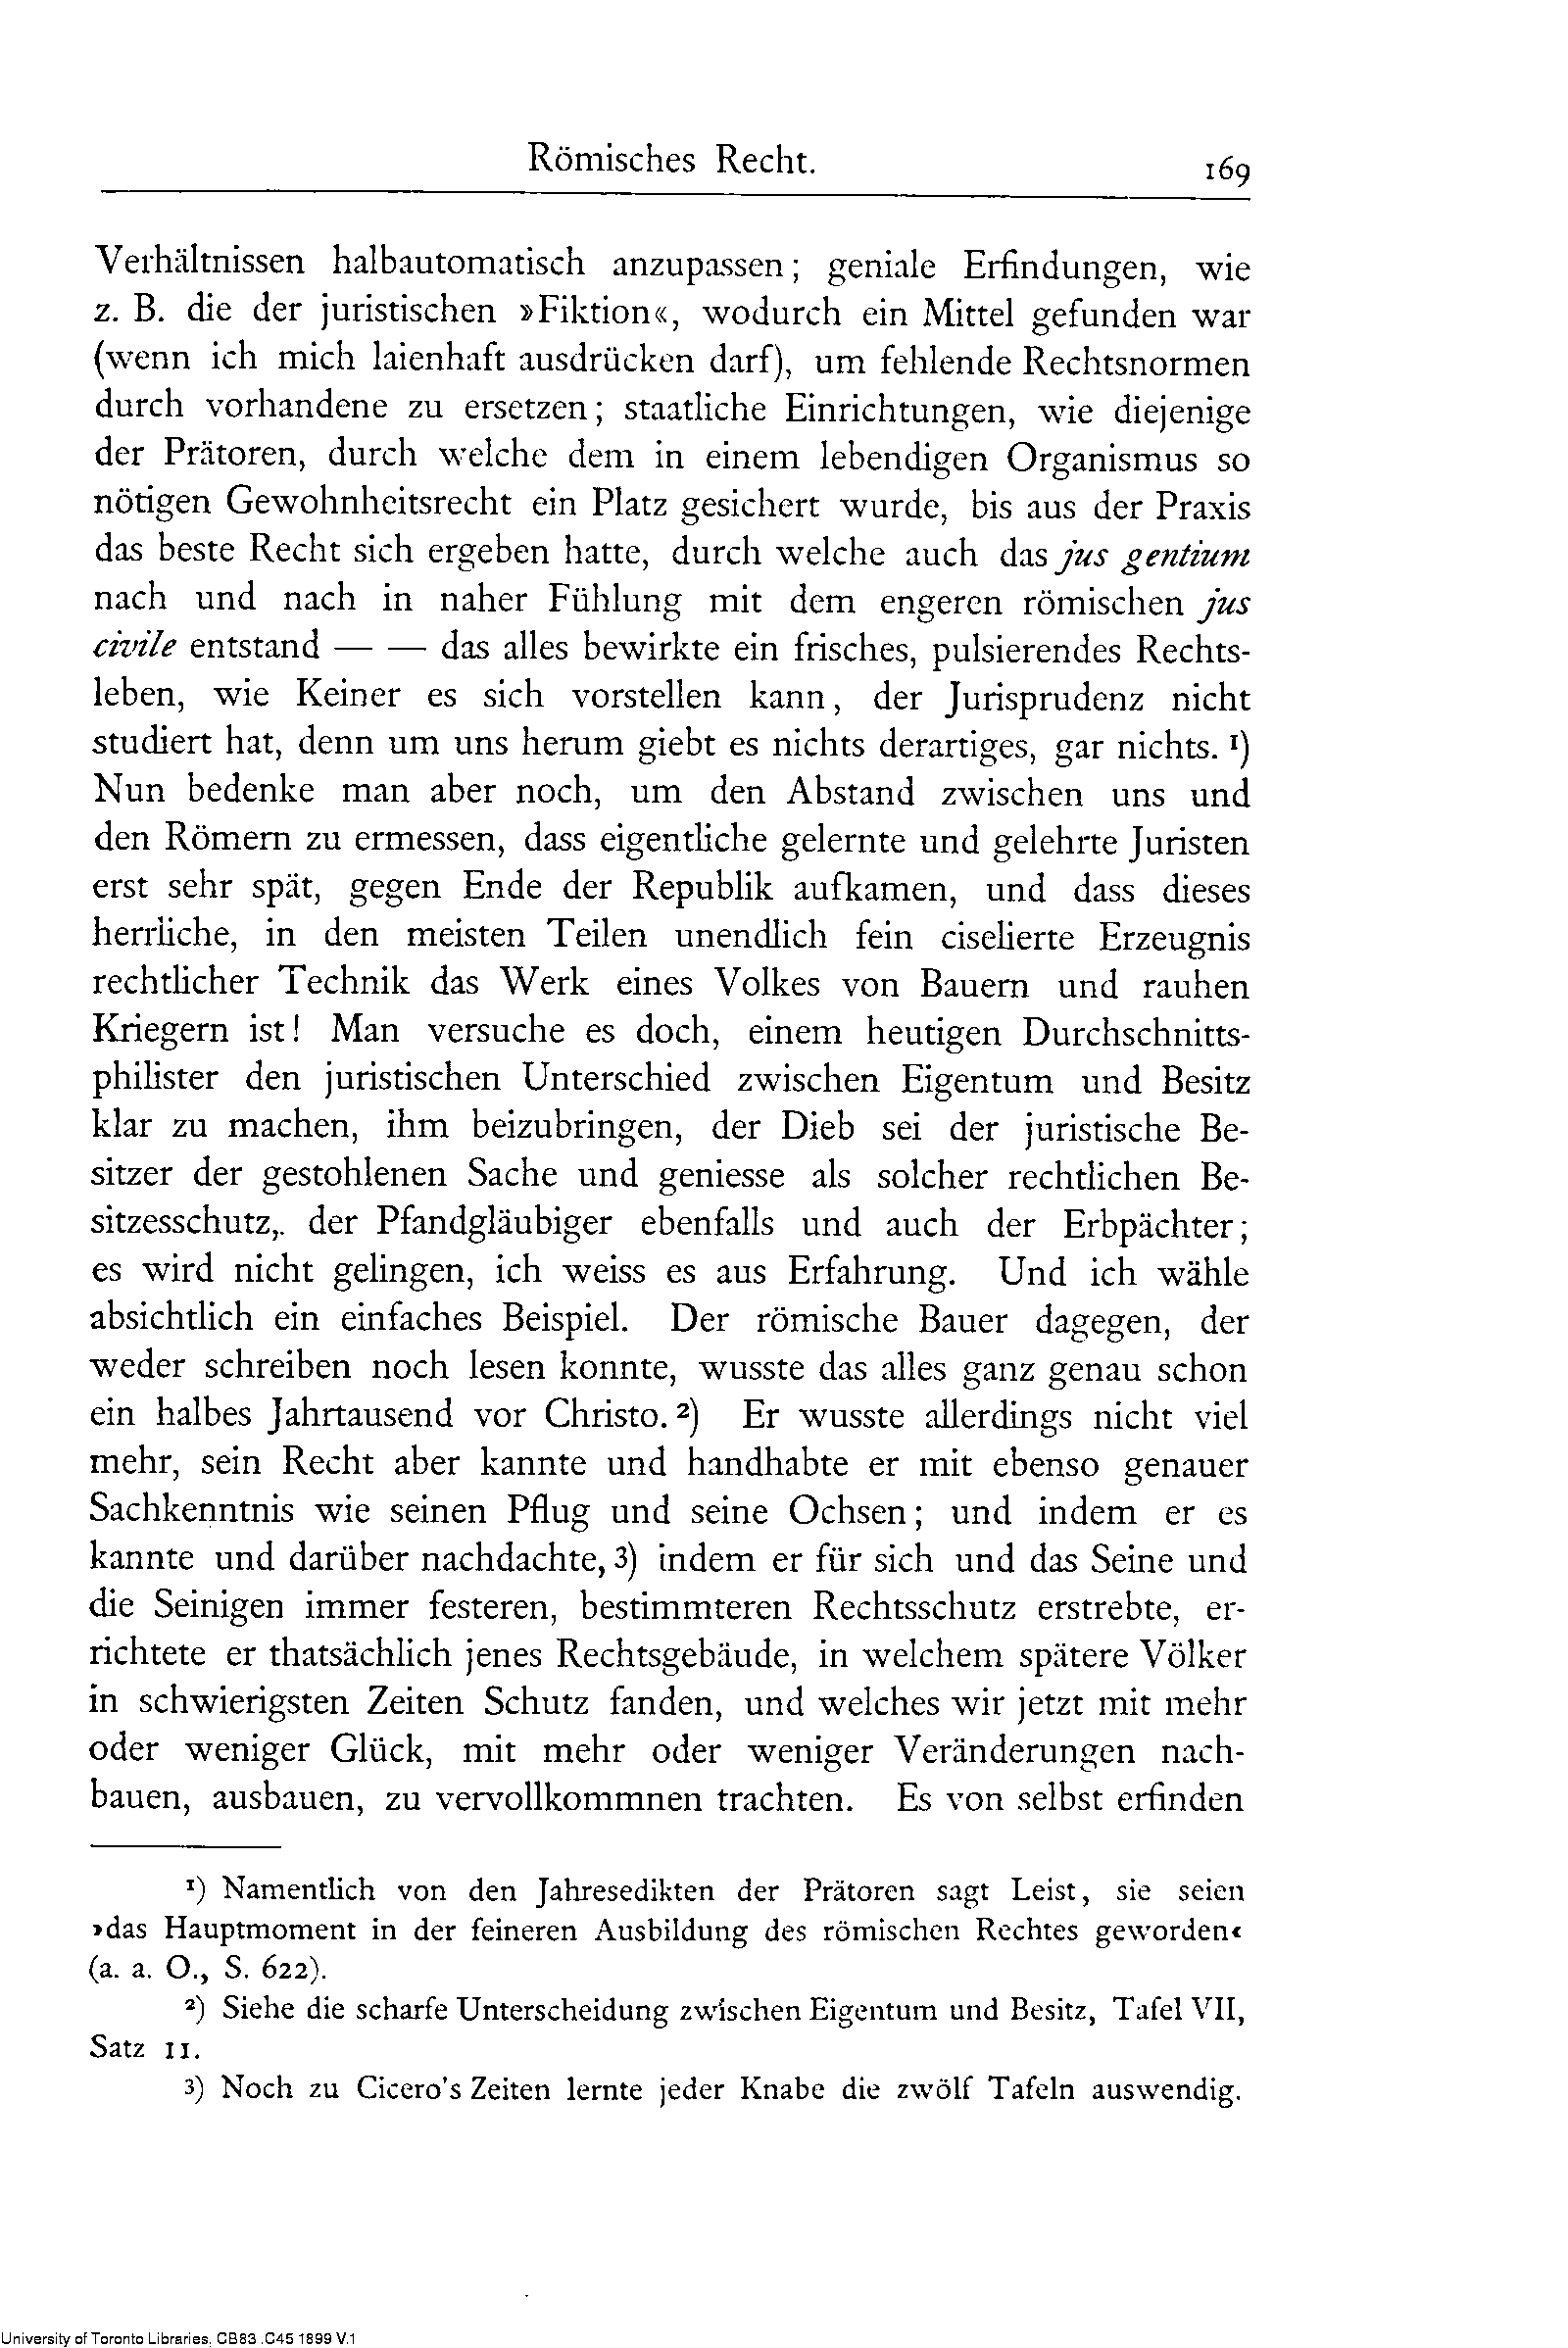 Römisches Recht.
169
Verhältnissen halbautomatisch anzupassen; geniale Erfindungen, wie
z. B. die der juristischen »Fiktion«, wodurch ein Mittel gefunden war
(wenn ich mich laienhaft ausdrücken darf), um fehlende Rechtsnormen
durch vorhandene zu ersetzen; staatliche Einrichtungen, wie diejenige
der Prätoren, durch welche dem in einem lebendigen Organismus so
nötigen Gewohnheitsrecht ein Platz gesichert wurde, bis aus der Praxis
das beste Recht sich ergeben hatte, durch welche auch das jus gentium
nach und nach in naher Fühlung mit dem engeren römischen jus
civile entstand — — das alles bewirkte ein frisches, pulsierendes Rechts-
leben, wie Keiner es sich vorstellen kann, der Jurisprudenz nicht
studiert hat, denn um uns herum giebt es nichts derartiges, gar nichts. ¹)
Nun bedenke man aber noch, um den Abstand zwischen uns und
den Römern zu ermessen, dass eigentliche gelernte und gelehrte Juristen
erst sehr spät, gegen Ende der Republik aufkamen, und dass dieses
herrliche, in den meisten Teilen unendlich fein ciselierte Erzeugnis
rechtlicher Technik das Werk eines Volkes von Bauern und rauhen
Kriegern ist! Man versuche es doch, einem heutigen Durchschnitts-
philister den juristischen Unterschied zwischen Eigentum und Besitz
klar zu machen, ihm beizubringen, der Dieb sei der juristische Be-
sitzer der gestohlenen Sache und geniesse als solcher rechtlichen Be-
sitzesschutz,. der Pfandgläubiger ebenfalls und auch der Erbpächter;
es wird nicht gelingen, ich weiss es aus Erfahrung. Und ich wähle
absichtlich ein einfaches Beispiel. Der römische Bauer dagegen, der
weder schreiben noch lesen konnte, wusste das alles ganz genau schon
ein halbes Jahrtausend vor Christo. ²) Er wusste allerdings nicht viel
mehr, sein Recht aber kannte und handhabte er mit ebenso genauer
Sachkenntnis wie seinen Pflug und seine Ochsen; und indem er es
kannte und darüber nachdachte, 3) indem er für sich und das Seine und
die Seinigen immer festeren, bestimmteren Rechtsschutz erstrebte, er-
richtete er thatsächlich jenes Rechtsgebäude, in welchem spätere Völker
in schwierigsten Zeiten Schutz fanden, und welches wir jetzt mit mehr
oder weniger Glück, mit mehr oder weniger Veränderungen nach-
bauen, ausbauen, zu vervollkommnen trachten. Es von selbst erfinden
¹) Namentlich von den Jahresedikten der Prätoren sagt Leist, sie seien
›das Hauptmoment in der feineren Ausbildung des römischen Rechtes geworden‹
(a. a. O., S. 622).
²) Siehe die scharfe Unterscheidung zwischen Eigentum und Besitz, Tafel VII,
Satz 11.
3) Noch zu Cicero's Zeiten lernte jeder Knabe die zwölf Tafeln auswendig.
University of Toronto Libraries, CB83 .C45 1899 V.1